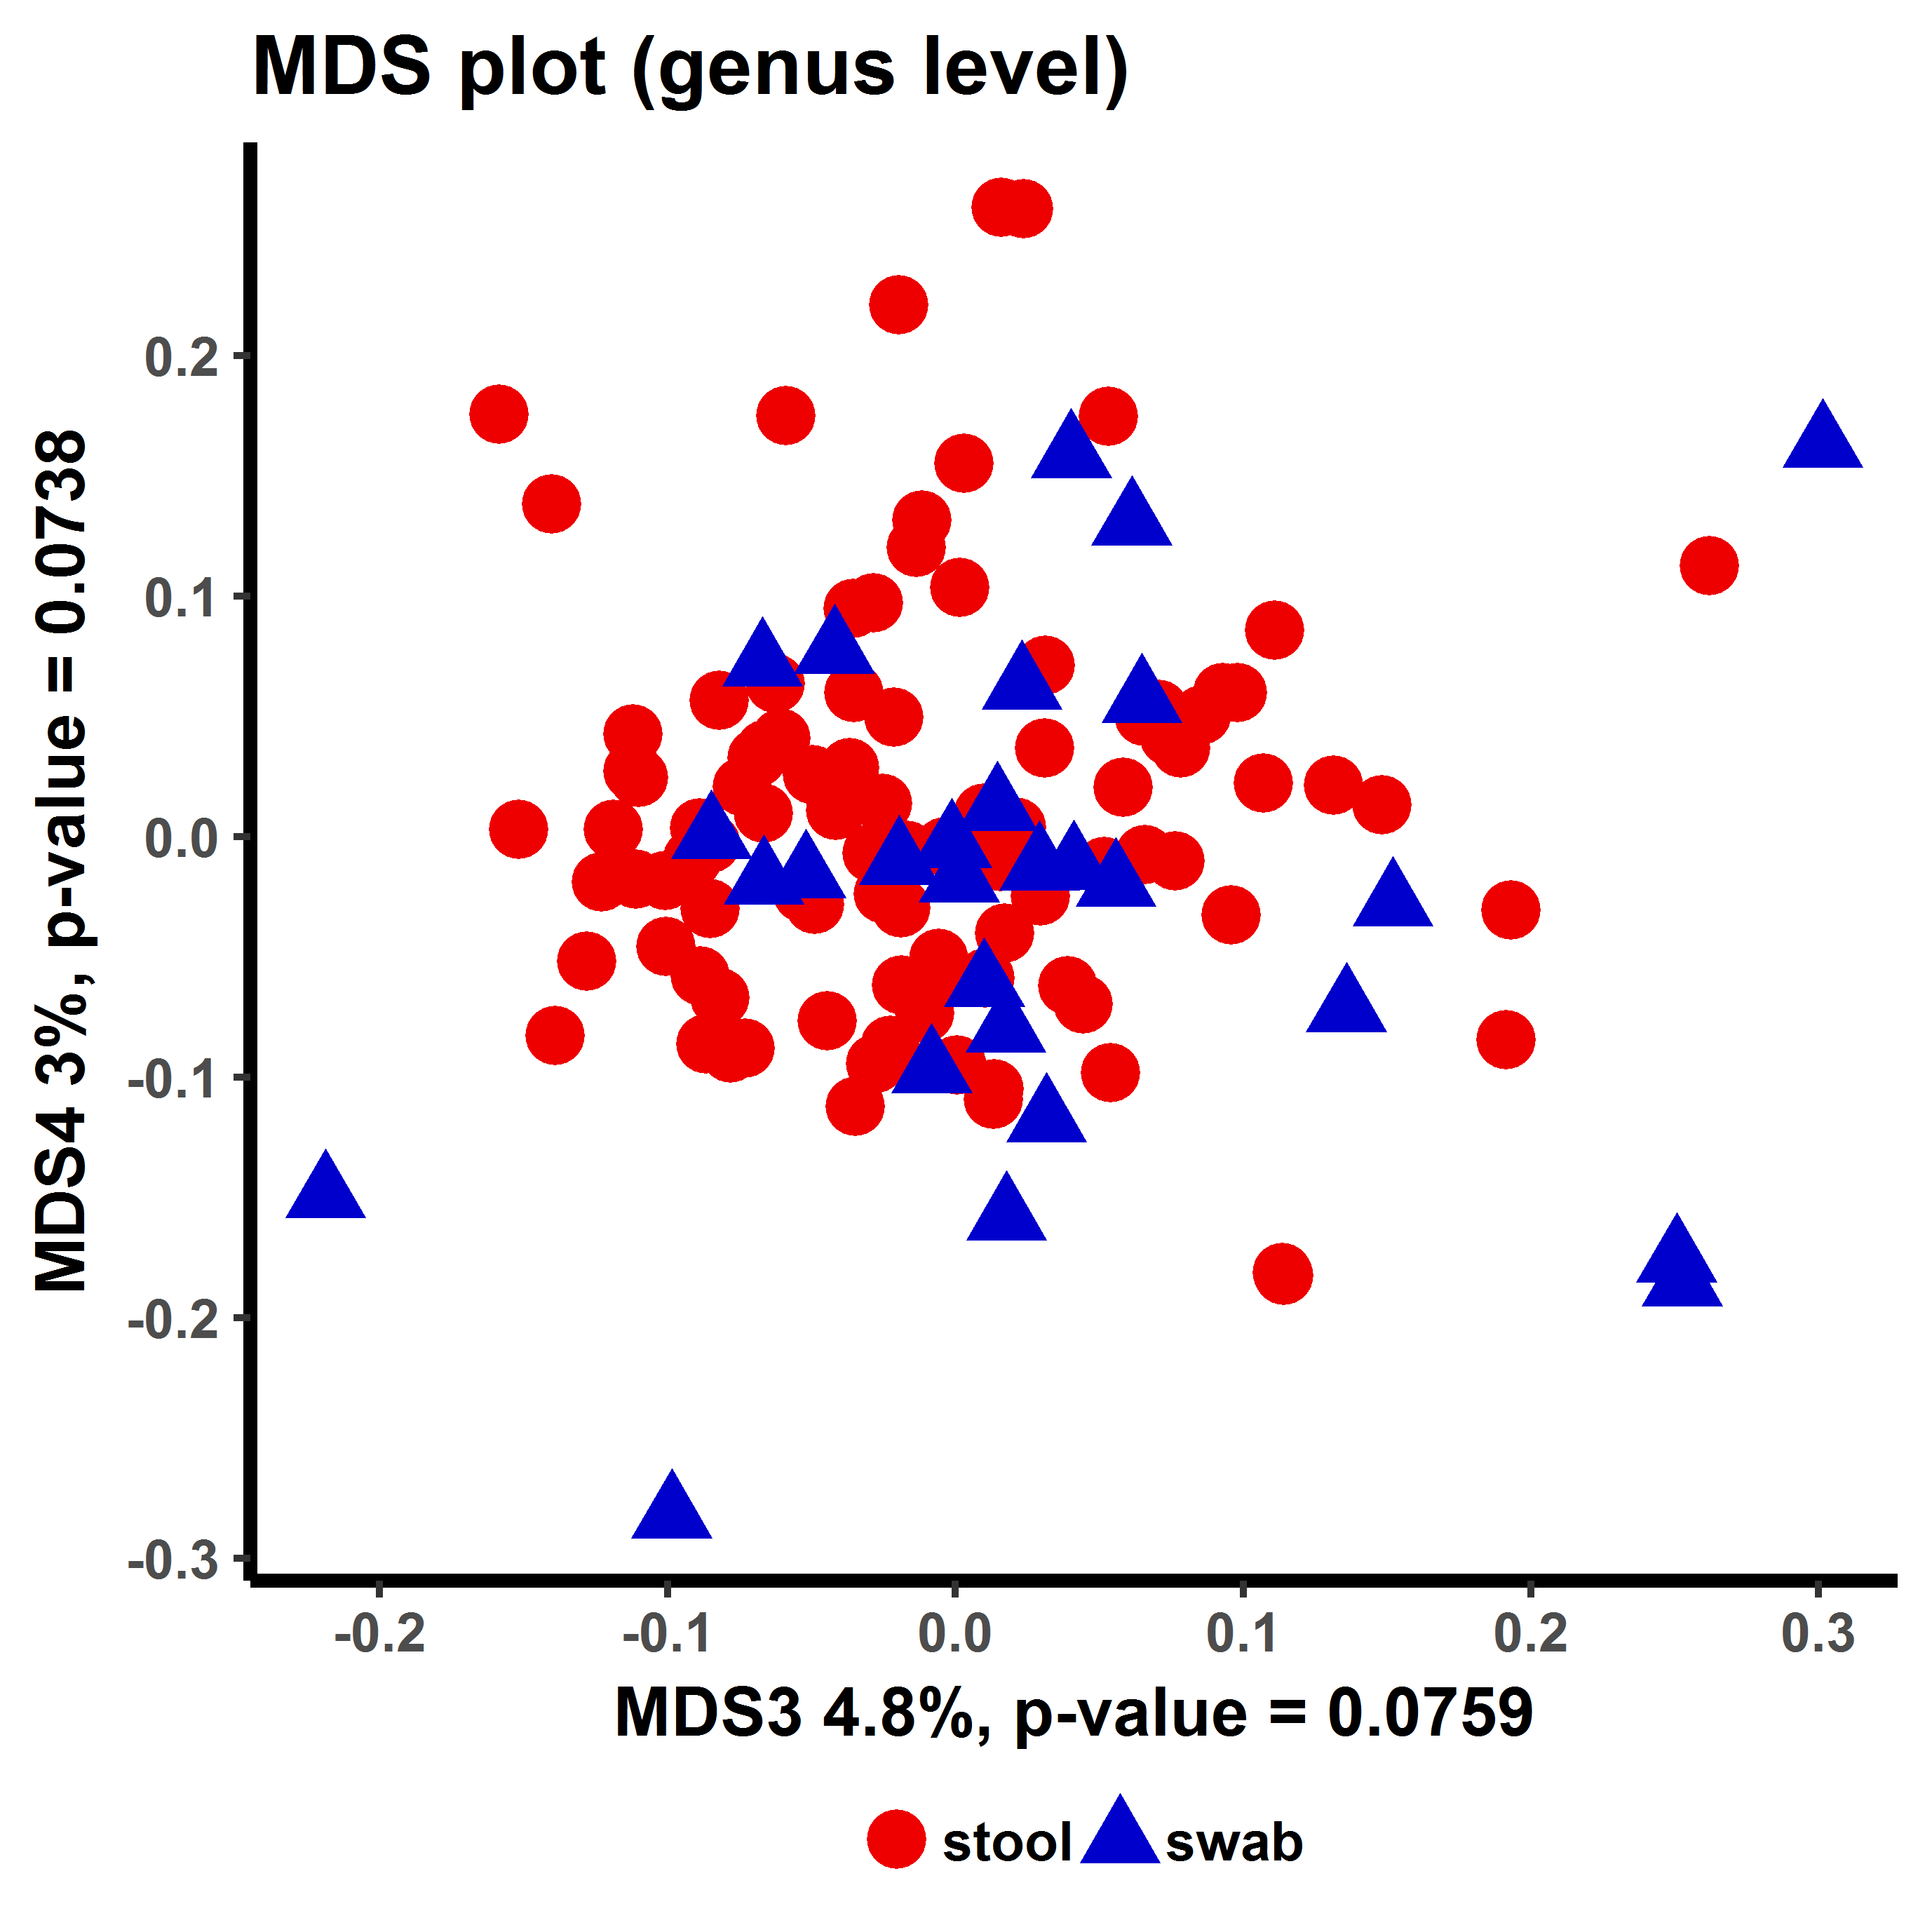 MDS plot (genus level)
MDS4 3%, p-value = 0.0738
0.2
0.1
0.0
-0.1
-0.2
-0.3
-0.2 -0.1 0.0 0.1 0.2 0.3
MDS3 4.8%, p-value = 0.0759
stool swab